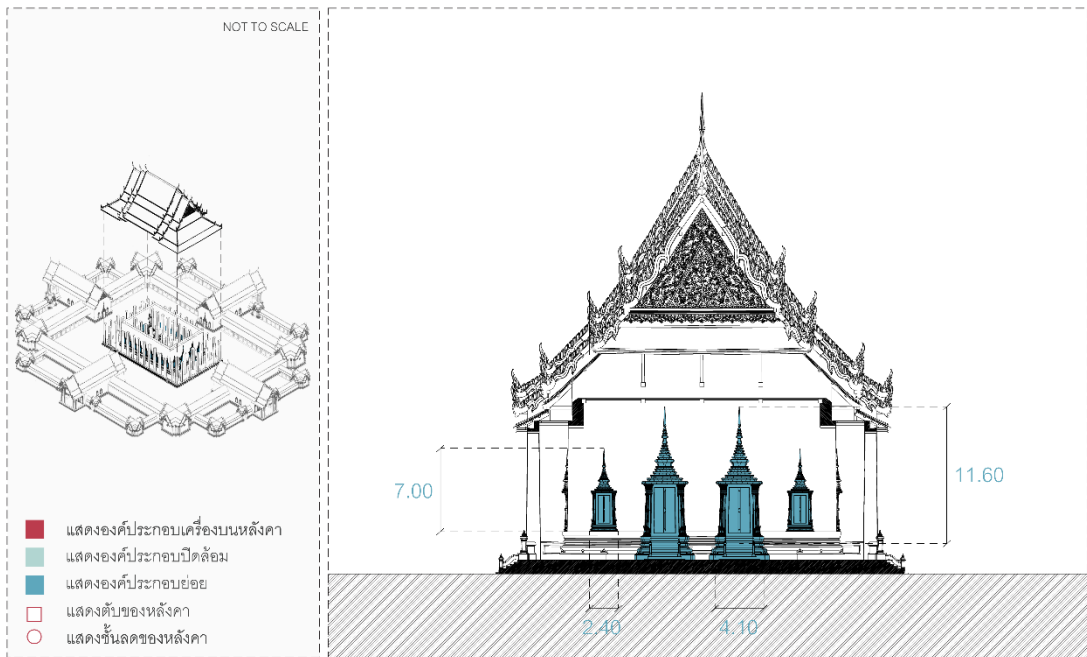 NOT TO SCALE
แสดงองค์ประกอบเครื่องบนหลังคา
แสดงองค์ประกอบปิดล้อม
แสดงองค์ประกอบย่อย
แสดงตับของหลังคา
แสดงชั้นลดของหลังคา
7.00
11.60
2.40
4.10